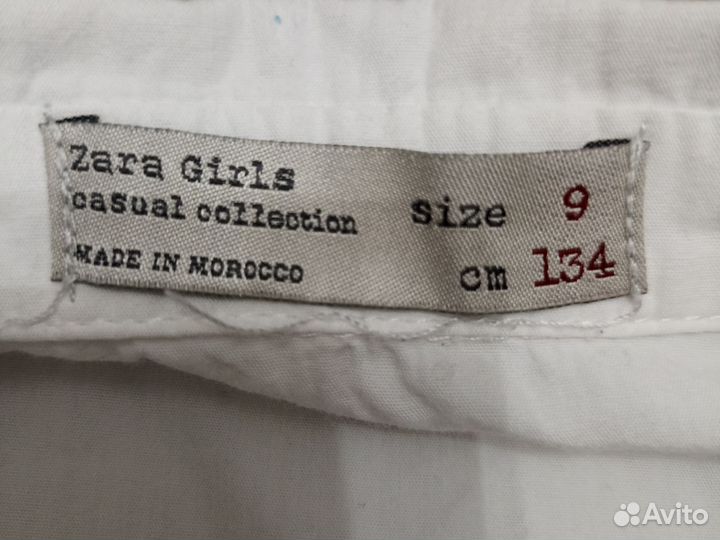 Zara Girls
casual collection
MADE IN MOROCCO
size 9
cm 134
Avito